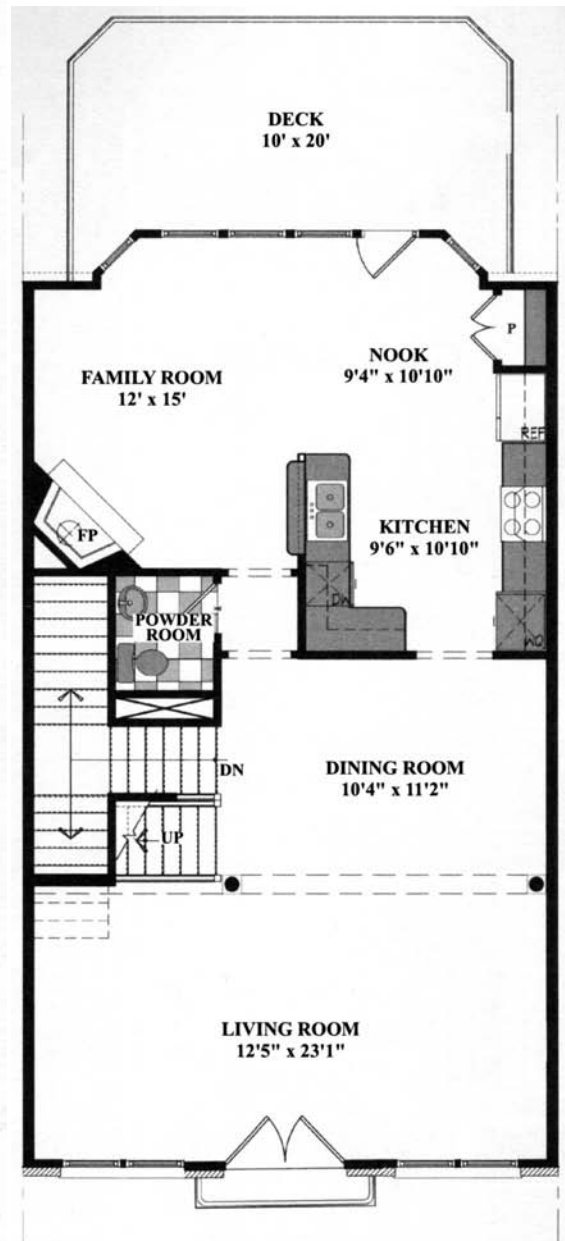 DECK
10' x 20'
P
NOOK
9'4" x 10'10"
FAMILY ROOM
12' x 15'
REF
KITCHEN
9'6" x 10'10"
FP
DW
POWDER
ROOM
WO
DINING ROOM
10'4" x 11'2"
DN
UP
LIVING ROOM
12'5" x 23'1"